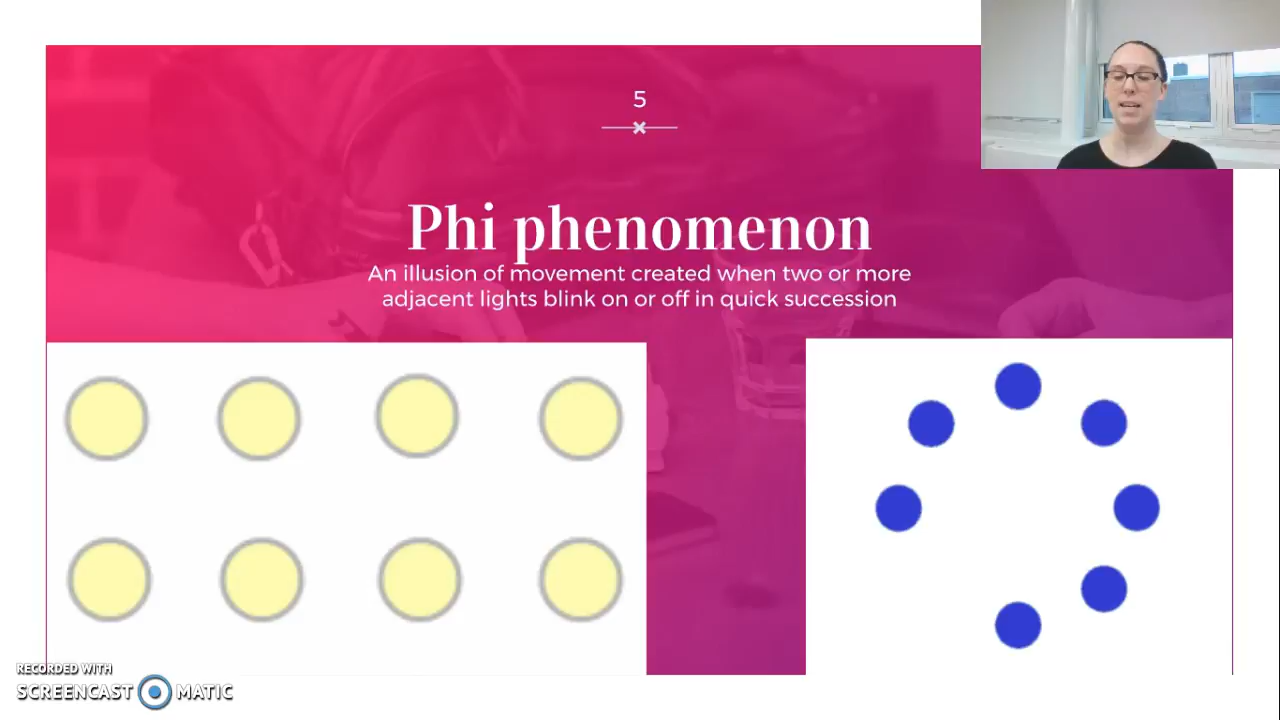 5
Phi phenomenon
An illusion of movement created when two or more
adjacent lights blink on or off in quick succession
RECORDED WITH
SCREENCAST MATIC